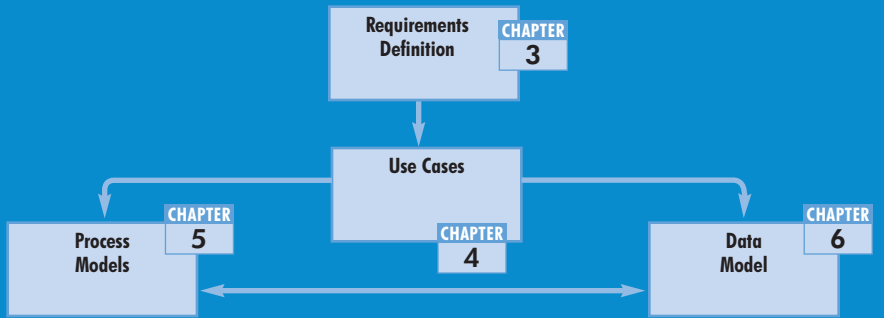 Requirements
Definition
CHAPTER
3
Use Cases
CHAPTER
4
Process
Models
CHAPTER
5
Data
Model
CHAPTER
6